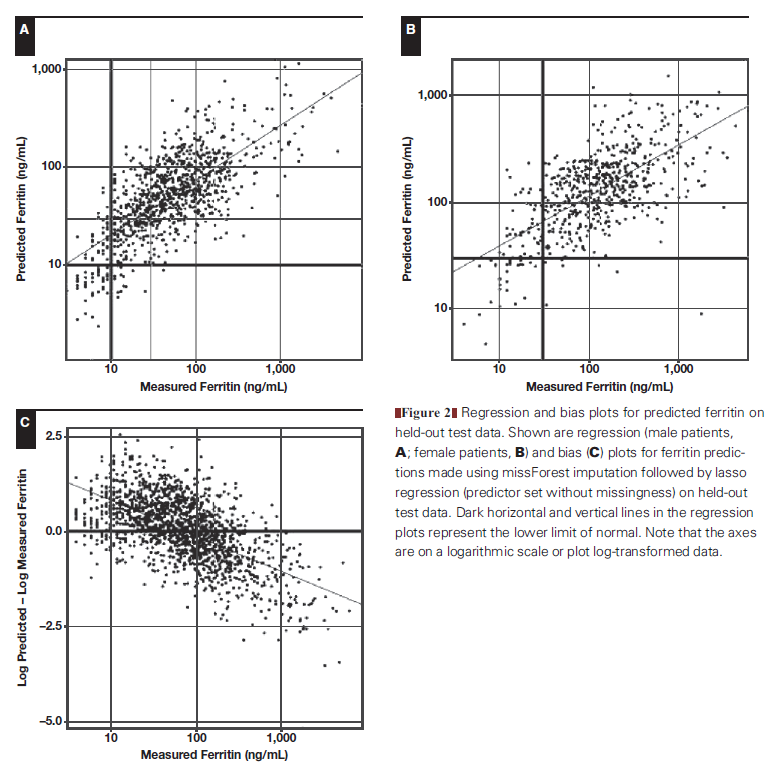 A
1,000
100
10
Predicted Ferritin (ng/mL)
10 100 1,000
Measured Ferritin (ng/mL)
B
1,000
100
10
Predicted Ferritin (ng/mL)
10 100 1,000
Measured Ferritin (ng/mL)
C
2.5
0.0
–2.5
–5.0
Log Predicted – Log Measured Ferritin
10 100 1,000
Measured Ferritin (ng/mL)
Figure 2 Regression and bias plots for predicted ferritin on
held-out test data. Shown are regression (male patients,
A; female patients, B) and bias (C) plots for ferritin predic-
tions made using missForest imputation followed by lasso
regression (predictor set without missingness) on held-out
test data. Dark horizontal and vertical lines in the regression
plots represent the lower limit of normal. Note that the axes
are on a logarithmic scale or plot log-transformed data.